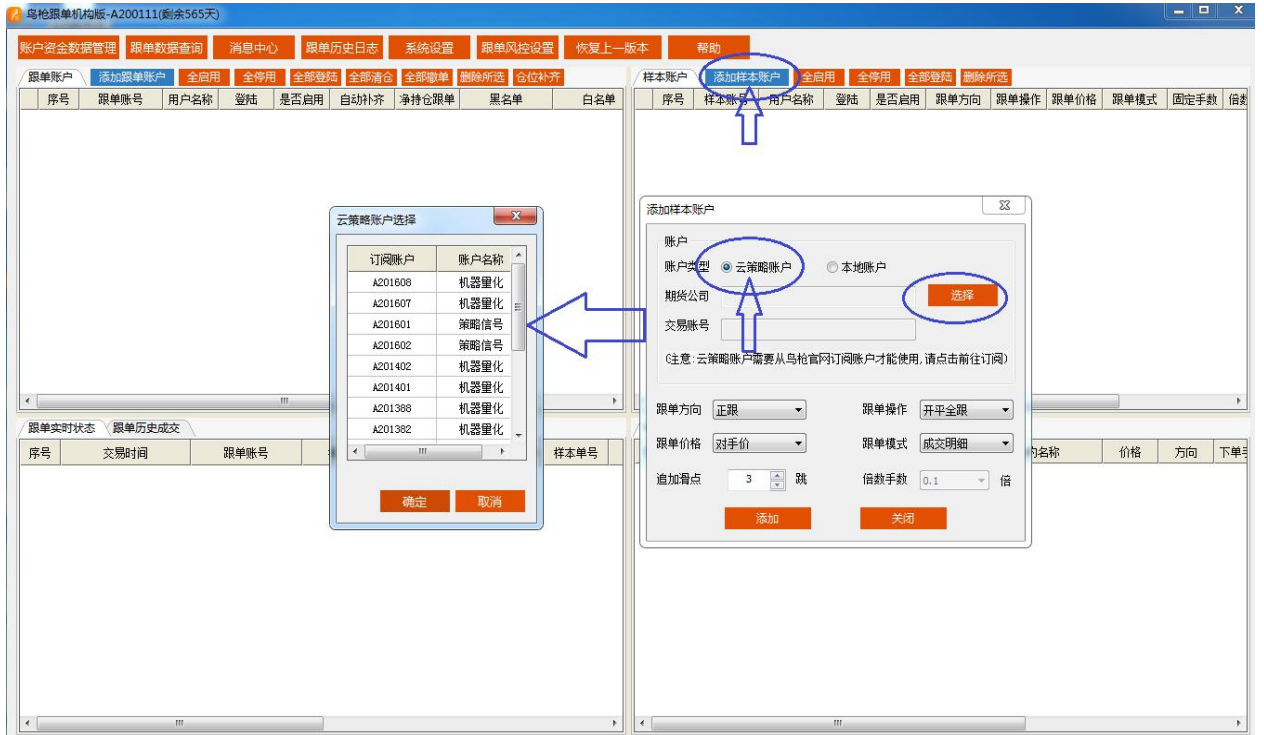 鸟枪跟单机构版-A200111(剩余565天)
账户资金数据管理 跟单数据查询 消息中心 跟单历史日志 系统设置 跟单风控设置 恢复上一版本 帮助
跟单账户 添加跟单账户 全启用 全停用 全部登陆 全部清仓 全部撤单 删除所选 仓位补齐
序号 跟单账号 用户名称 登陆 是否启用 自动补齐 净持仓跟单 黑名单 白名单
样本账户 添加样本账户 全启用 全停用 全部登陆 删除所选
序号 样本账号 用户名称 登陆 是否启用 跟单方向 跟单操作 跟单价格 跟单模式 固定手数 倍数
云策略账户选择
订阅账户 账户名称
A201608 机器量化
A201607 机器量化
A201601 策略信号
A201602 策略信号
A201402 机器量化
A201401 机器量化
A201388 机器量化
A201382 机器量化
确定 取消
添加样本账户
账户
账户类型 云策略账户 本地账户
期货公司 选择
交易账号
(注意:云策略账户需要从鸟枪官网订阅账户才能使用,请点击前往订阅)
跟单方向 正跟 跟单操作 开平全跟
跟单价格 对手价 跟单模式 成交明细
追加滑点 3 跳 倍数手数 0.1 倍
添加 关闭
跟单实时状态 跟单历史成交
序号 交易时间 跟单账号 样本单号
名称 价格 方向 下单手